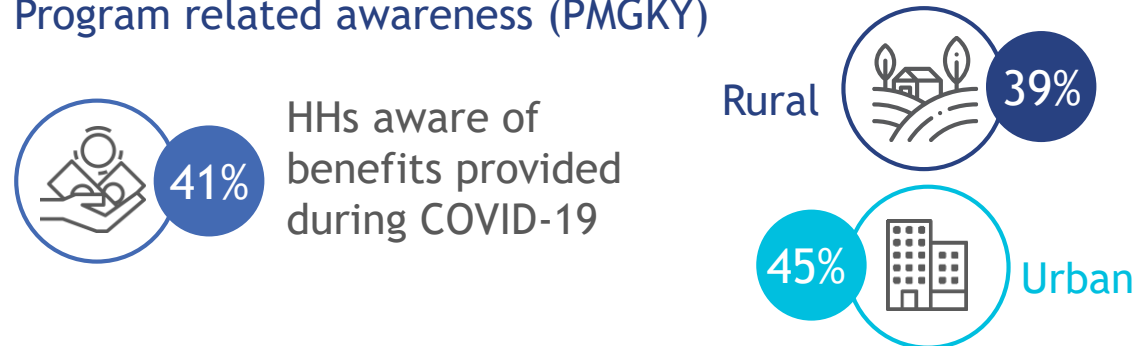 Program related awareness (PMGKY)
41%
HHs aware of
benefits provided
during COVID-19
Rural
39%
45%
Urban